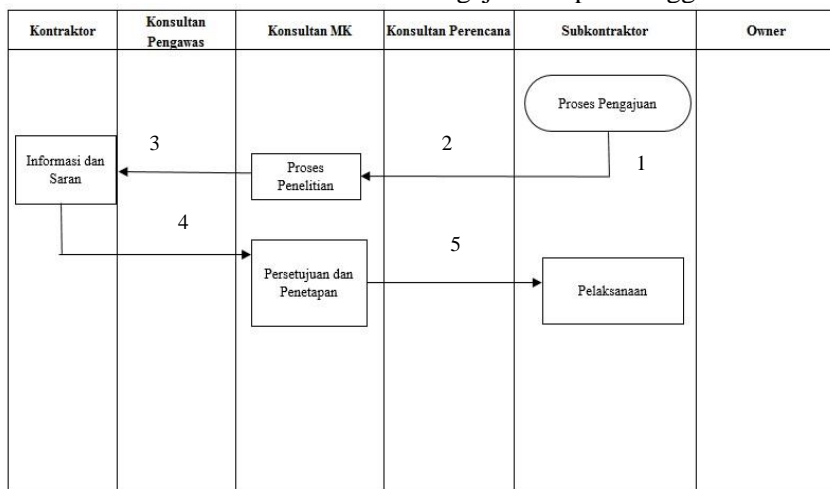 Kontraktor
Konsultan
Pengawas
Konsultan MK
Konsultan Perencana
Subkontraktor
Owner
Proses Pengajuan
1
2
3
Informasi dan
Saran
Proses
Penelitian
4
5
Persetujuan dan
Penetapan
Pelaksanaan